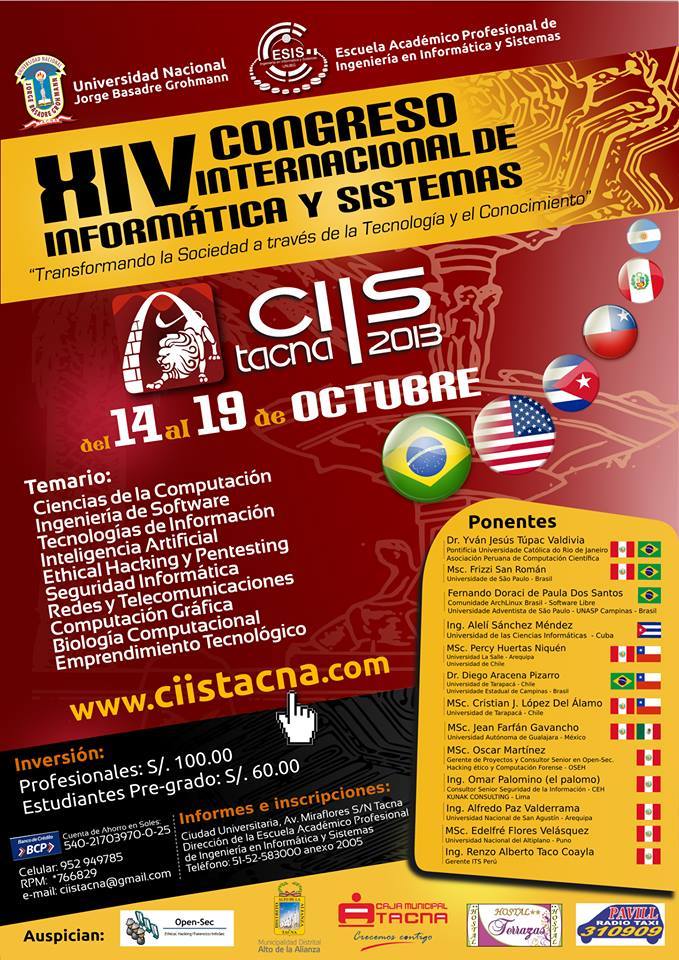 Universidad Nacional
Jorge Basadre Grohmann
ESIS
Escuela Académico Profesional de
Ingeniería en Informática y Sistemas
XIV CONGRESO
INTERNACIONAL DE
INFORMÁTICA Y SISTEMAS
"Transformando la Sociedad a través de la Tecnología y el Conocimiento"
CIIS
tacna 2013
del 14 al 19 de OCTUBRE
Temario:
Ciencias de la Computación
Ingeniería de Software
Tecnologías de Información
Inteligencia Artificial
Ethical Hacking y Pentesting
Seguridad Informática
Redes y Telecomunicaciones
Computación Gráfica
Biología Computacional
Emprendimiento Tecnológico
www.ciistacna.com
Ponentes
Dr. Yván Jesús Túpac Valdivia
Pontificia Universidade Católica do Rio de Janeiro
Asociación Peruana de Computación Científica
Msc. Frizzi San Román
Universidade de São Paulo - Brasil
Fernando Doraci de Paula Dos Santos
Comunidade ArchLinux Brasil - Software Libre
Universidade Adventista de São Paulo - UNASP Campinas - Brasil
Ing. Alelí Sánchez Méndez
Universidad de las Ciencias Informáticas - Cuba
MSc. Percy Huertas Niquén
Universidad La Salle - Arequipa
Universidad de Chile
Dr. Diego Aracena Pizarro
Universidad de Tarapacá - Chile
Universidade Estadual de Campinas - Brasil
MSc. Cristian J. López Del Álamo
Universidad de Tarapacá - Chile
MSc. Jean Farfán Gavancho
Universidad Autónoma de Gualajara - México
MSc. Oscar Martínez
Gerente de Proyectos y Consultor Senior en Open-Sec.
Hacking ético y Computación Forense - OSEH
Ing. Omar Palomino (el palomo)
Consultor Senior Seguridad de la Información - CEH
KUNAK CONSULTING - Lima
Ing. Alfredo Paz Valderrama
Universidad Nacional de San Agustín - Arequipa
MSc. Edelfré Flores Velásquez
Universidad Nacional del Altiplano - Puno
Ing. Renzo Alberto Taco Coayla
Gerente ITS Perú
Inversión:
Profesionales: S/. 100.00
Estudiantes Pre-grado: S/. 60.00
Banco de Crédito
BCP
Cuenta de Ahorro en Soles:
540-21703970-0-25
Celular: 952 949785
RPM: *766829
e-mail: ciistacna@gmail.com
Informes e inscripciones:
Ciudad Universitaria, Av. Miraflores S/N Tacna
Dirección de la Escuela Académico Profesional
de Ingeniería en Informática y Sistemas
Teléfono: 51-52-583000 anexo 2005
Auspician:
Open-Sec
Ethical Hacking/Forensics/InfoSec
Municipalidad Distrital
Alto de la Alianza
CAJA MUNICIPAL
TACNA
Crecemos contigo
HOSTAL
HOSTAL
Terrazas
HOSTAL
PAVILL
RADIO TAXI
310909